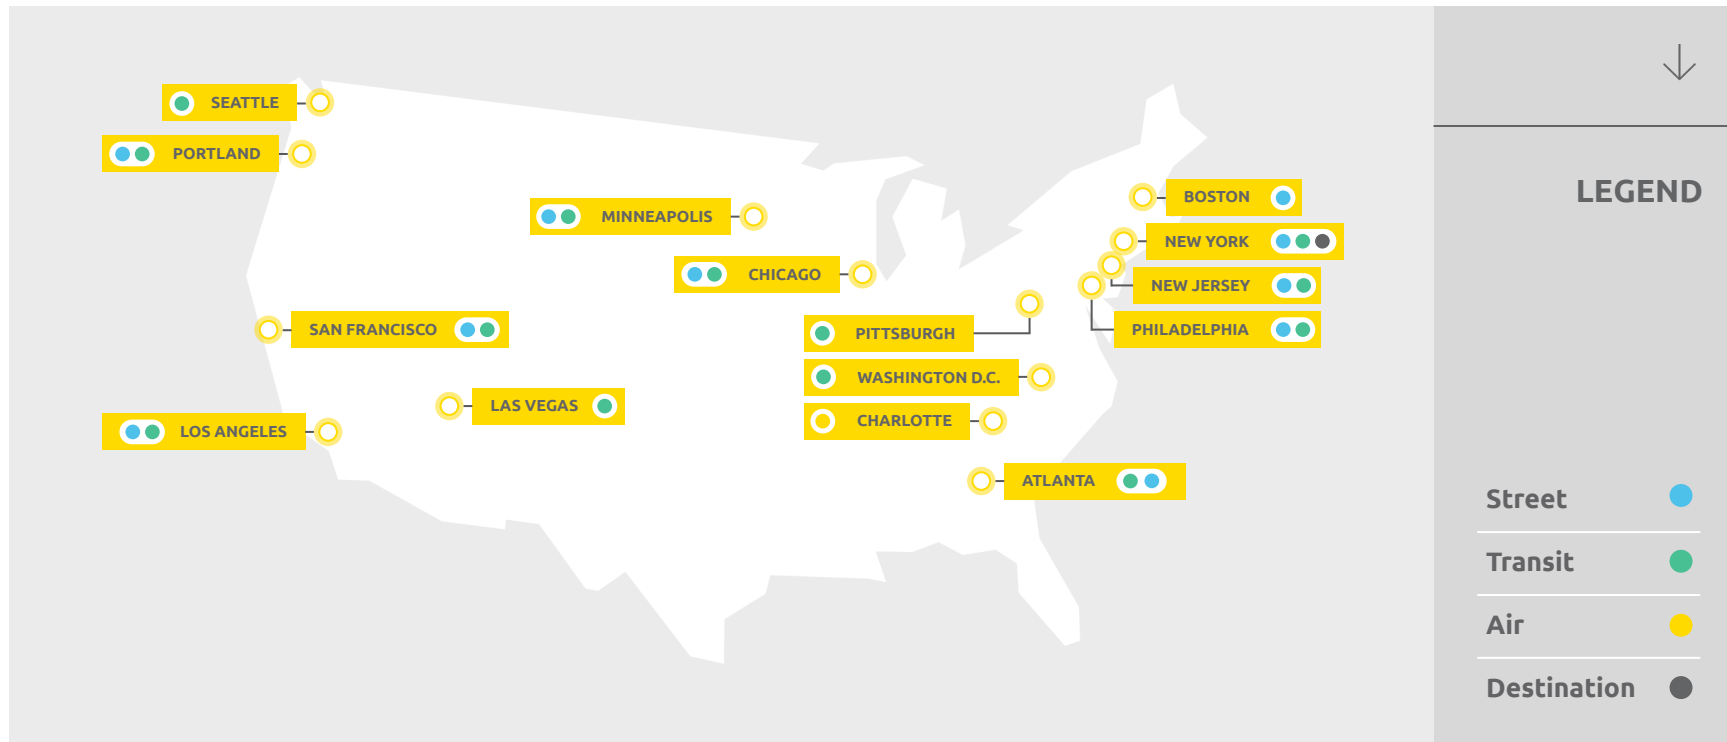 SEATTLE
PORTLAND
MINNEAPOLIS
CHICAGO
SAN FRANCISCO
LAS VEGAS
LOS ANGELES
BOSTON
NEW YORK
NEW JERSEY
PHILADELPHIA
PITTSBURGH
WASHINGTON D.C.
CHARLOTTE
ATLANTA
LEGEND
Street
Transit
Air
Destination